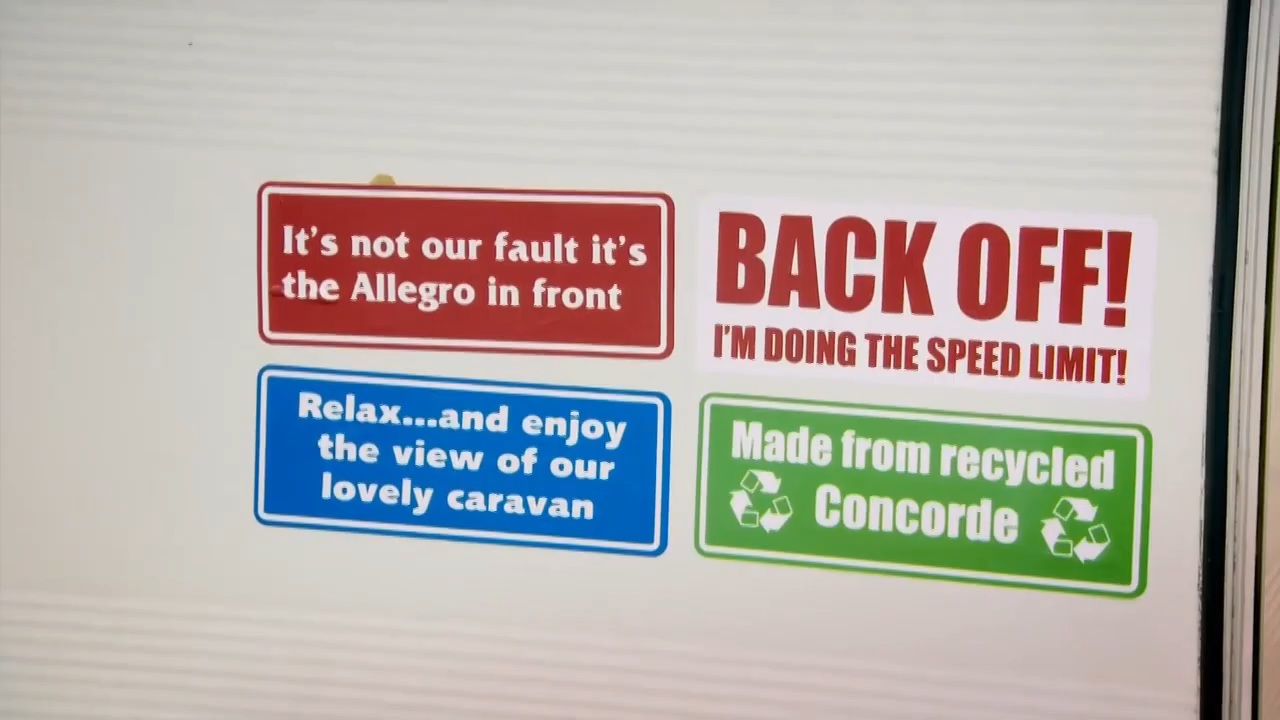 It's not our fault it's
the Allegro in front
BACK OFF!
I'M DOING THE SPEED LIMIT!
Relax...and enjoy
the view of our
lovely caravan
Made from recycled
Concorde